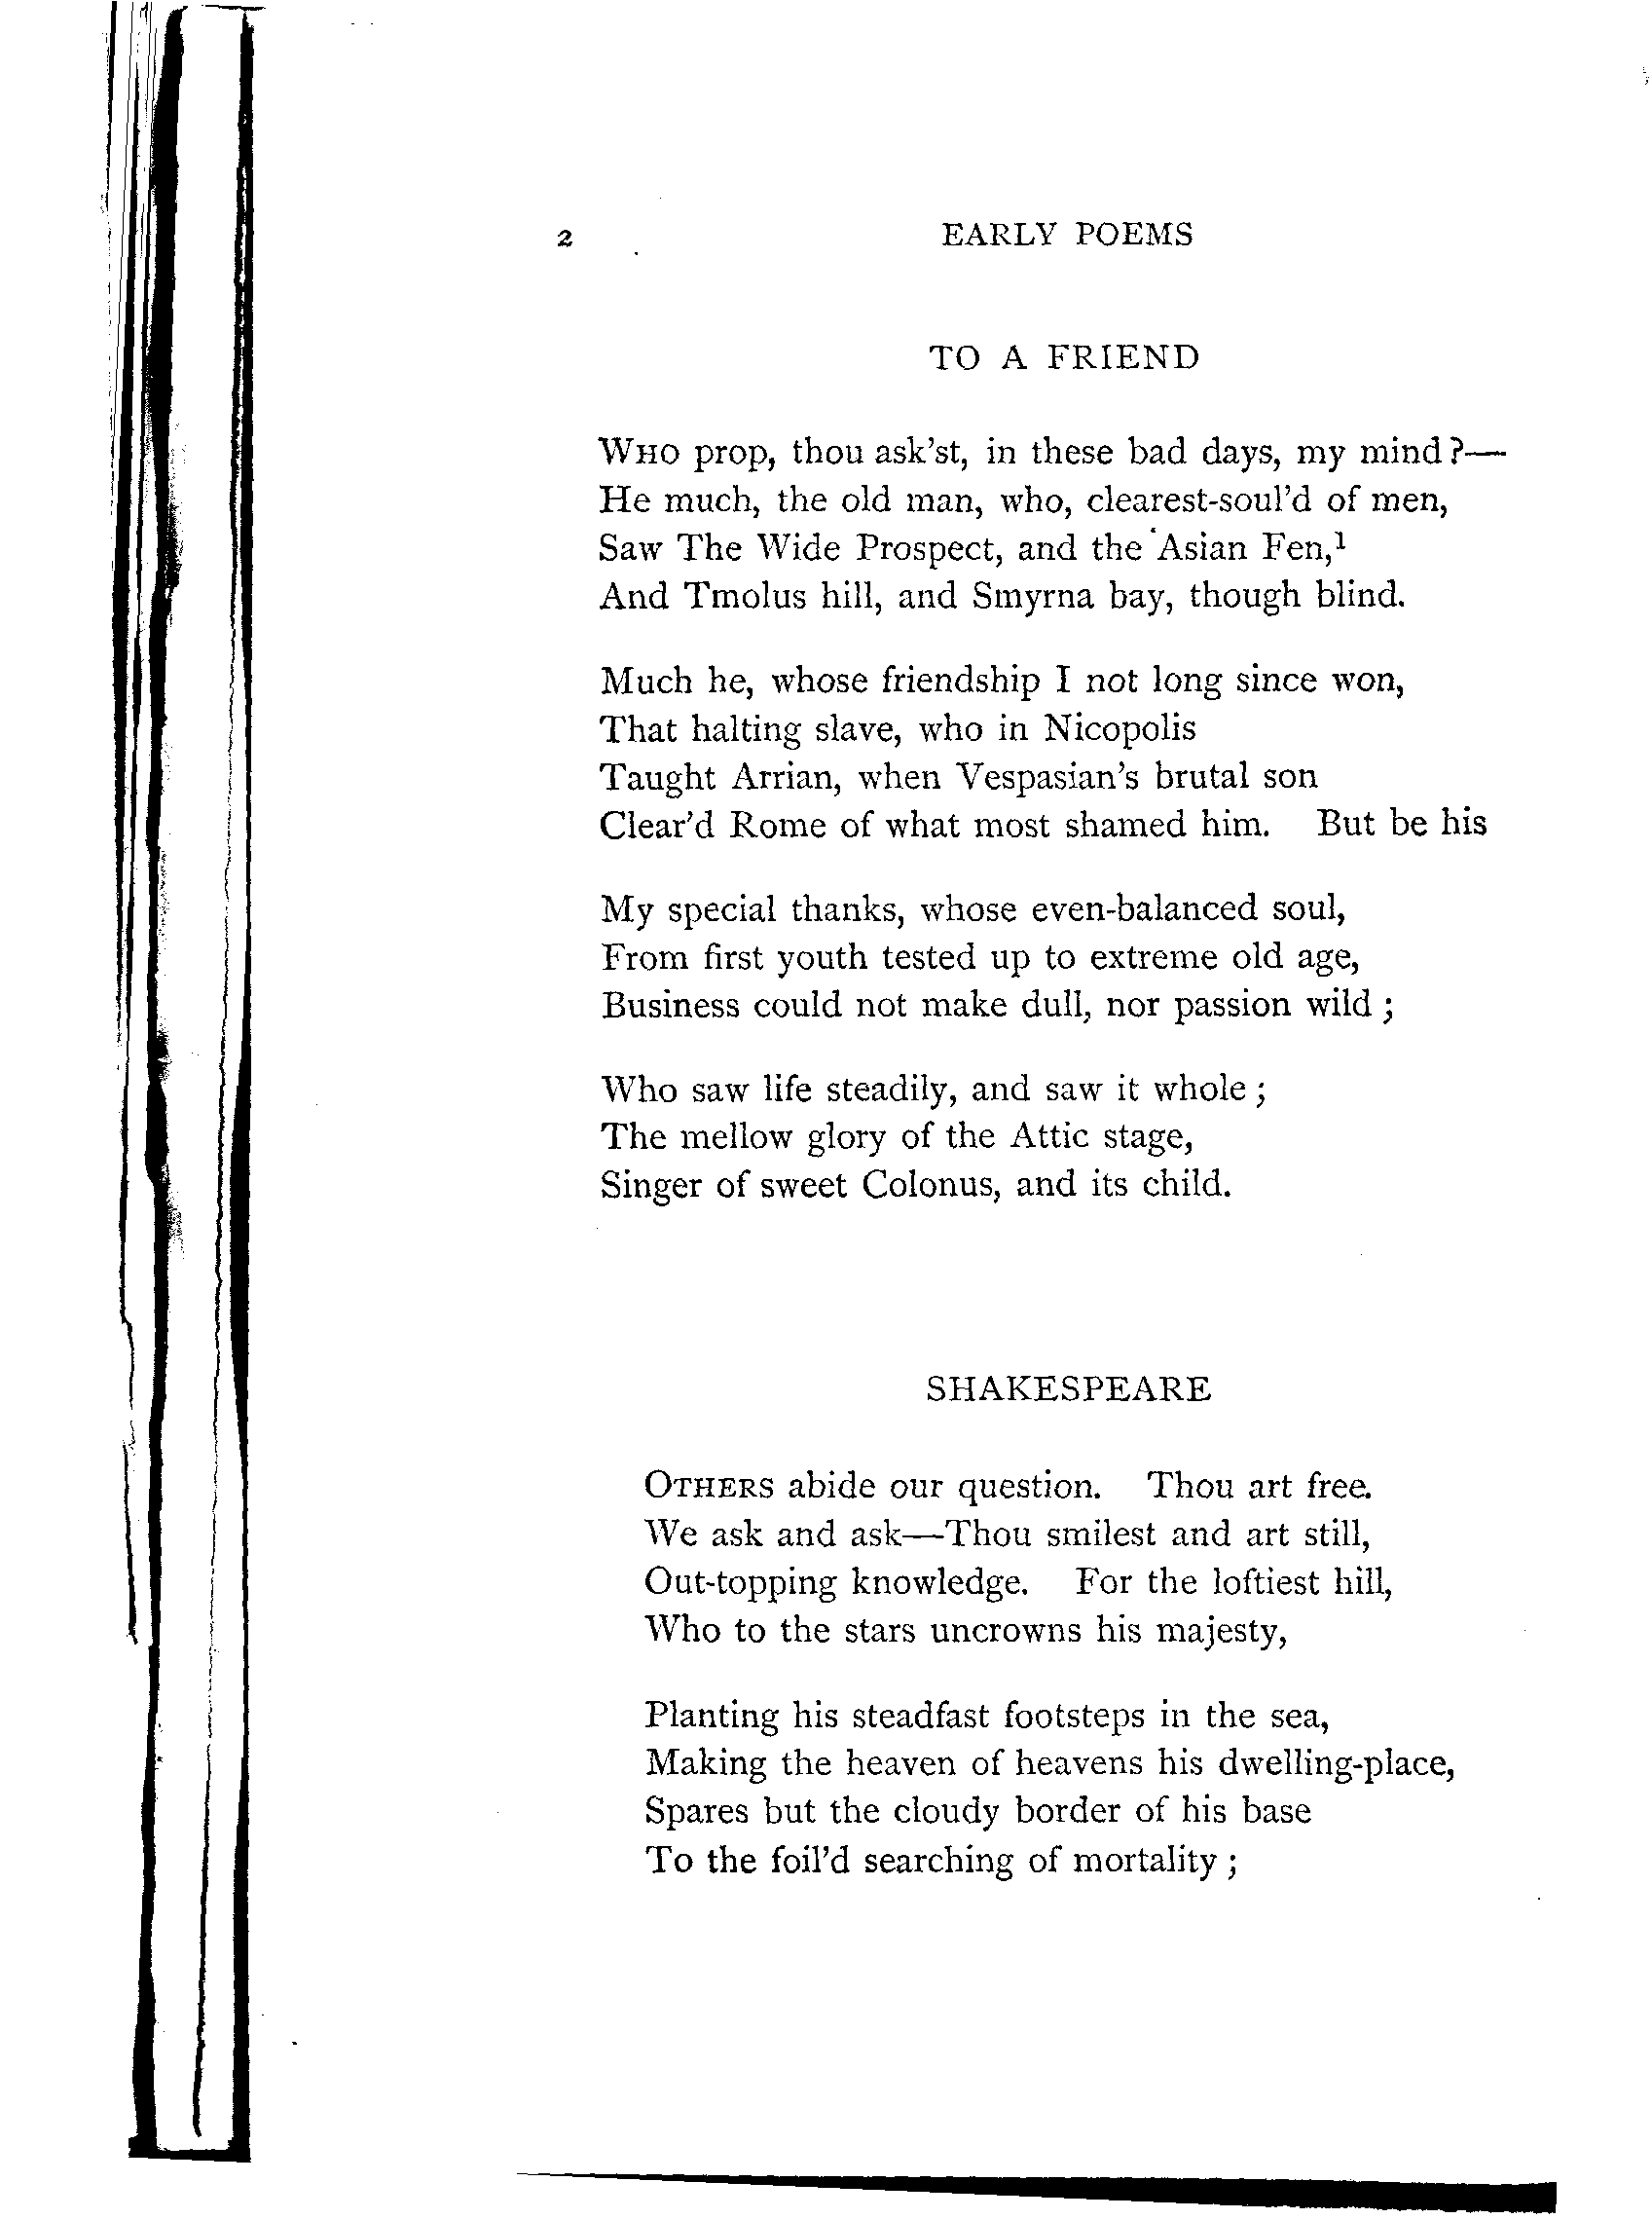 2 EARLY POEMS
TO A FRIEND
WHO prop, thou ask'st, in these bad days, my mind?—
He much, the old man, who, clearest-soul'd of men,
Saw The Wide Prospect, and the Asian Fen,¹
And Tmolus hill, and Smyrna bay, though blind.
Much he, whose friendship I not long since won,
That halting slave, who in Nicopolis
Taught Arrian, when Vespasian's brutal son
Clear'd Rome of what most shamed him. But be his
My special thanks, whose even-balanced soul,
From first youth tested up to extreme old age,
Business could not make dull, nor passion wild;
Who saw life steadily, and saw it whole;
The mellow glory of the Attic stage,
Singer of sweet Colonus, and its child.
SHAKESPEARE
OTHERS abide our question. Thou art free.
We ask and ask—Thou smilest and art still,
Out-topping knowledge. For the loftiest hill,
Who to the stars uncrowns his majesty,
Planting his steadfast footsteps in the sea,
Making the heaven of heavens his dwelling-place,
Spares but the cloudy border of his base
To the foil'd searching of mortality;